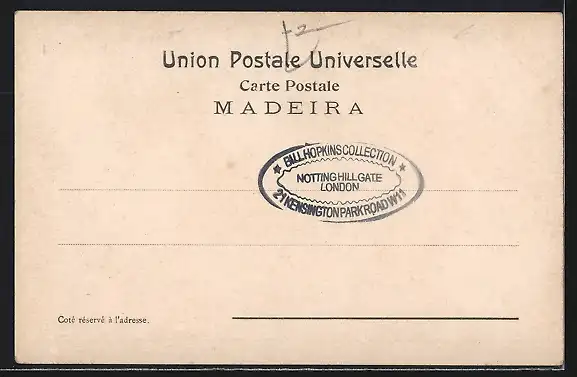 Union Postale Universelle
Carte Postale
MADEIRA
★ BILL HOPKINS COLLECTION ★
NOTTING HILL GATE
LONDON
21 KENSINGTON PARK ROAD W11
Coté réservé à l'adresse.